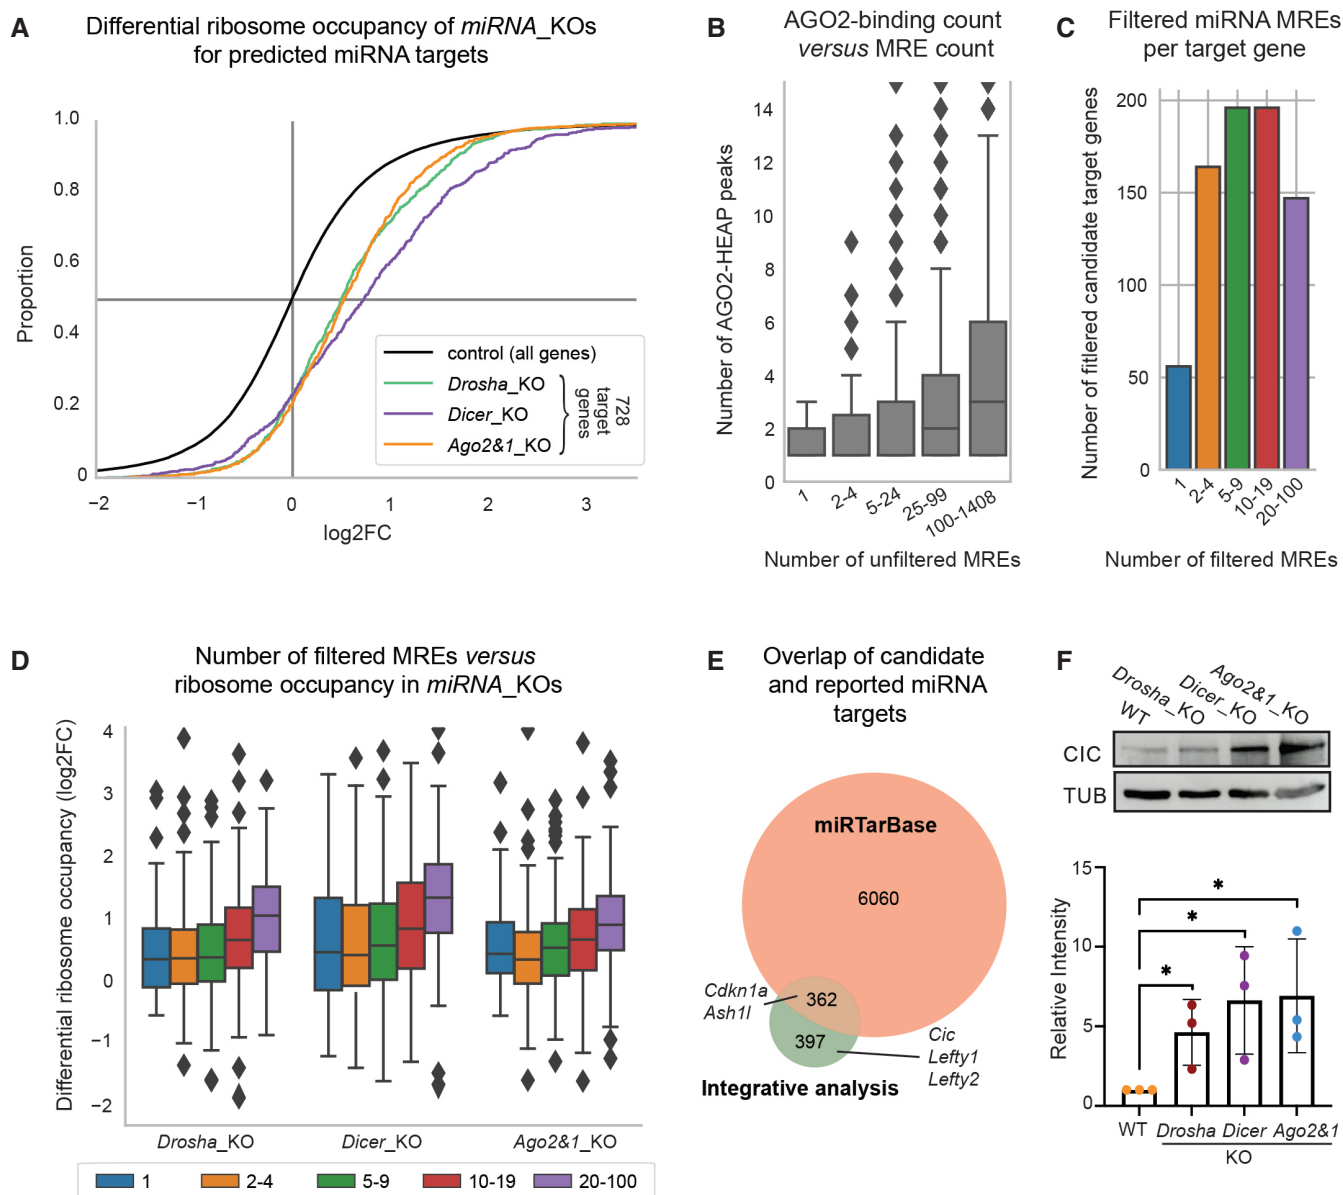 A
Differential ribosome occupancy of miRNA_KOs
for predicted miRNA targets
1.0
0.8
0.6
0.4
0.2
0
Proportion
−2
−1
0
1
2
3
log2FC
control (all genes)
Drosha_KO
Dicer_KO
Ago2&1_KO
728
target
genes
B
AGO2-binding count
versus MRE count
14
12
10
8
6
4
2
0
Number of AGO2-HEAP peaks
1
2-4
5-24
25-99
100-1408
Number of unfiltered MREs
C
Filtered miRNA MREs
per target gene
200
150
100
50
0
Number of fitlered candidate target genes
1
2-4
5-9
10-19
20-100
Number of filtered MREs
D
Number of filtered MREs versus
ribosome occupancy in miRNA_KOs
4
3
2
1
0
−1
−2
Differential ribosome occupancy (log2FC)
Drosha_KO
Dicer_KO
Ago2&1_KO
1
2-4
5-9
10-19
20-100
E
Overlap of candidate
and reported miRNA
targets
miRTarBase
6060
Cdkn1a
Ash1l
362
397
Cic
Lefty1
Lefty2
Integrative analysis
F
WT
Drosha_KO
Dicer_KO
Ago2&1_KO
CIC
TUB
15
10
5
0
Relative Intensity
*
*
*
WT
Drosha
Dicer
Ago2&1
KO